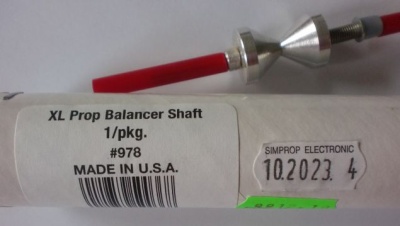 XL Prop Balancer Shaft
1/pkg.
#978
MADE IN U.S.A.
SIMPROP ELECTRONIC
10.2023 4